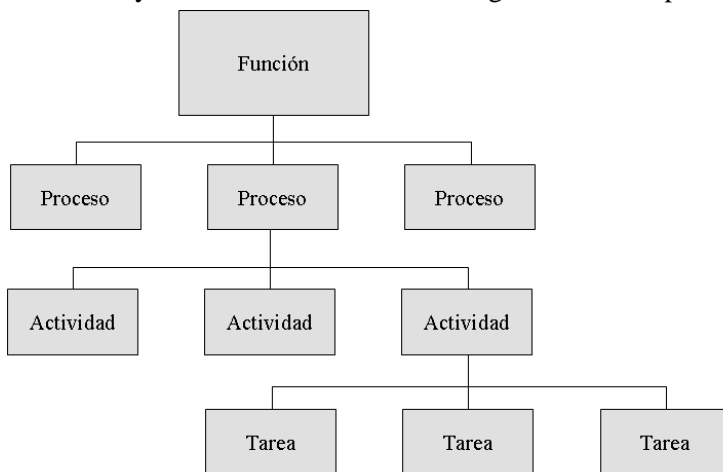 Función
Proceso Proceso Proceso
Actividad Actividad Actividad
Tarea Tarea Tarea